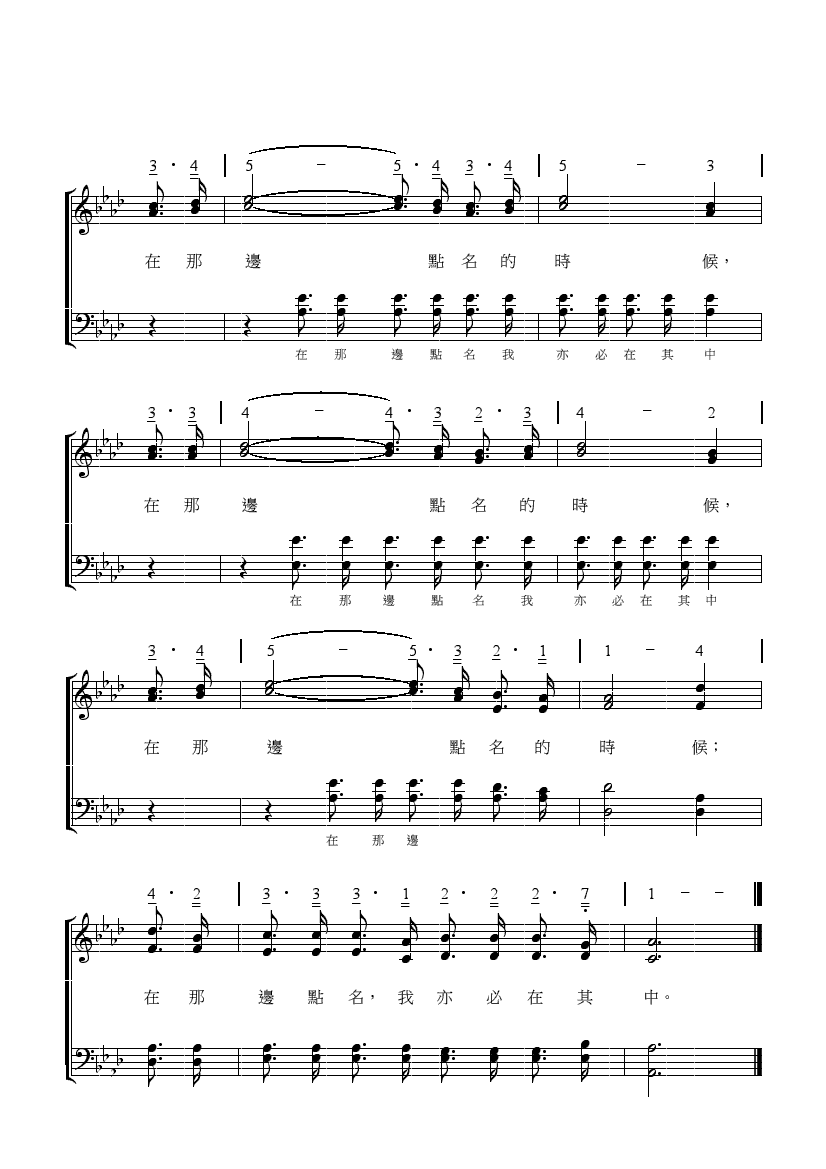 3 · 4 5 – 5 · 4 3 · 4 5 – 3
在 那 邊 點 名 的 時 候，
在 那 邊 點 名 我 亦 必 在 其 中
3 · 3 4 – 4 · 3 2 · 3 4 – 2
在 那 邊 點 名 的 時 候，
在 那 邊 點 名 我 亦 必 在 其 中
3 · 4 5 – 5 · 3 2 · 1 1 – 4
在 那 邊 點 名 的 時 候；
在 那 邊
4 · 2 3 · 3 3 · 1 2 · 2 2 · 7 1 – –
在 那 邊 點 名，我 亦 必 在 其 中。